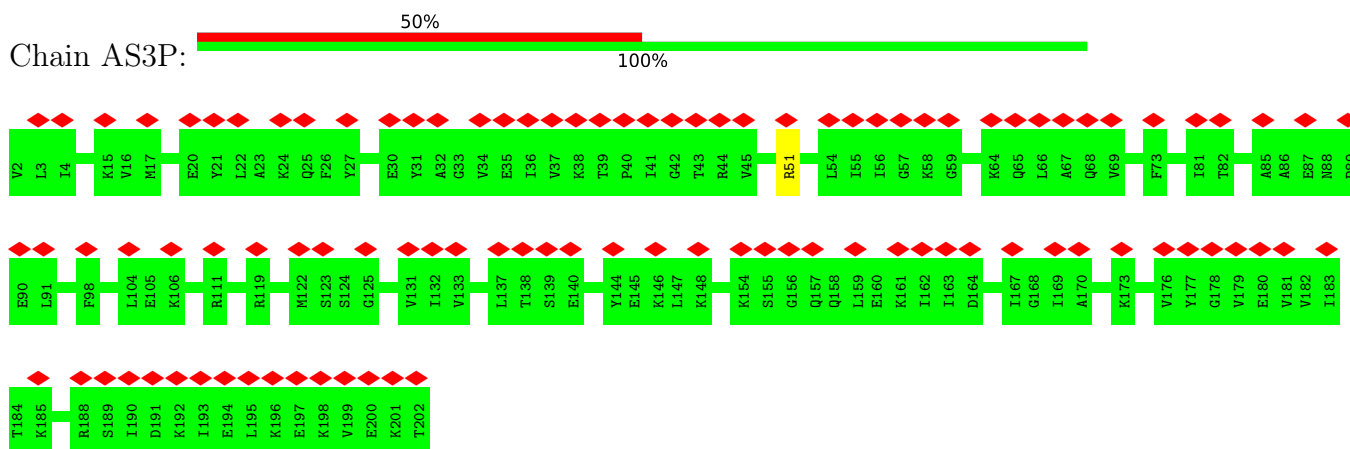 50%
Chain AS3P:
100%
V2 L3 I4 K15 V16 M17 E20 Y21 L22 A23 K24 Q25 F26 Y27 E30 Y31 A32 G33 V34 E35 I36 V37 K38 T39 P40 I41 G42 T43 R44 V45 R51 L54 I55 I56 G57 K58 G59 K64 Q65 L66 A67 Q68 V69 F73 I81 T82 A85 A86 E87 N88
E90 L91 F98 L104 E105 K106 R111 R119 M122 S123 S124 G125 V131 I132 V133 L137 T138 S139 E140 Y144 E145 K146 L147 K148 K154 S155 G156 Q157 Q158 L159 E160 K161 I162 I163 D164 I167 G168 I169 A170 K173 V176 Y177 G178 V179 E180 V181 V182 I183
T184 K185 R188 S189 I190 D191 K192 I193 E194 L195 K196 E197 K198 V199 E200 K201 T202